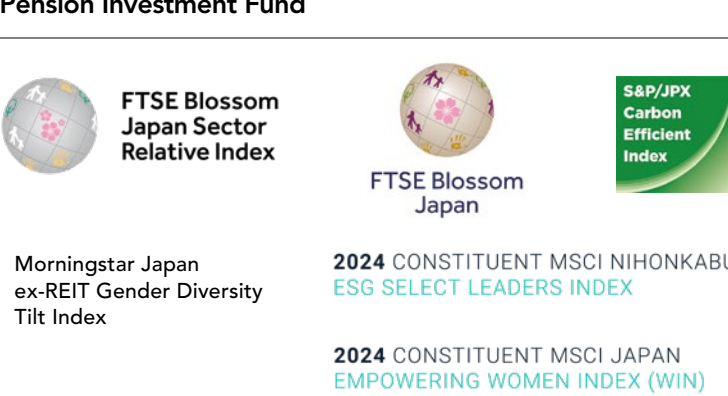 Pension Investment Fund
FTSE Blossom
Japan Sector
Relative Index
FTSE Blossom
Japan
S&P/JPX
Carbon
Efficient
Index
Morningstar Japan
ex-REIT Gender Diversity
Tilt Index
2024 CONSTITUENT MSCI NIHONKABU
ESG SELECT LEADERS INDEX
2024 CONSTITUENT MSCI JAPAN
EMPOWERING WOMEN INDEX (WIN)